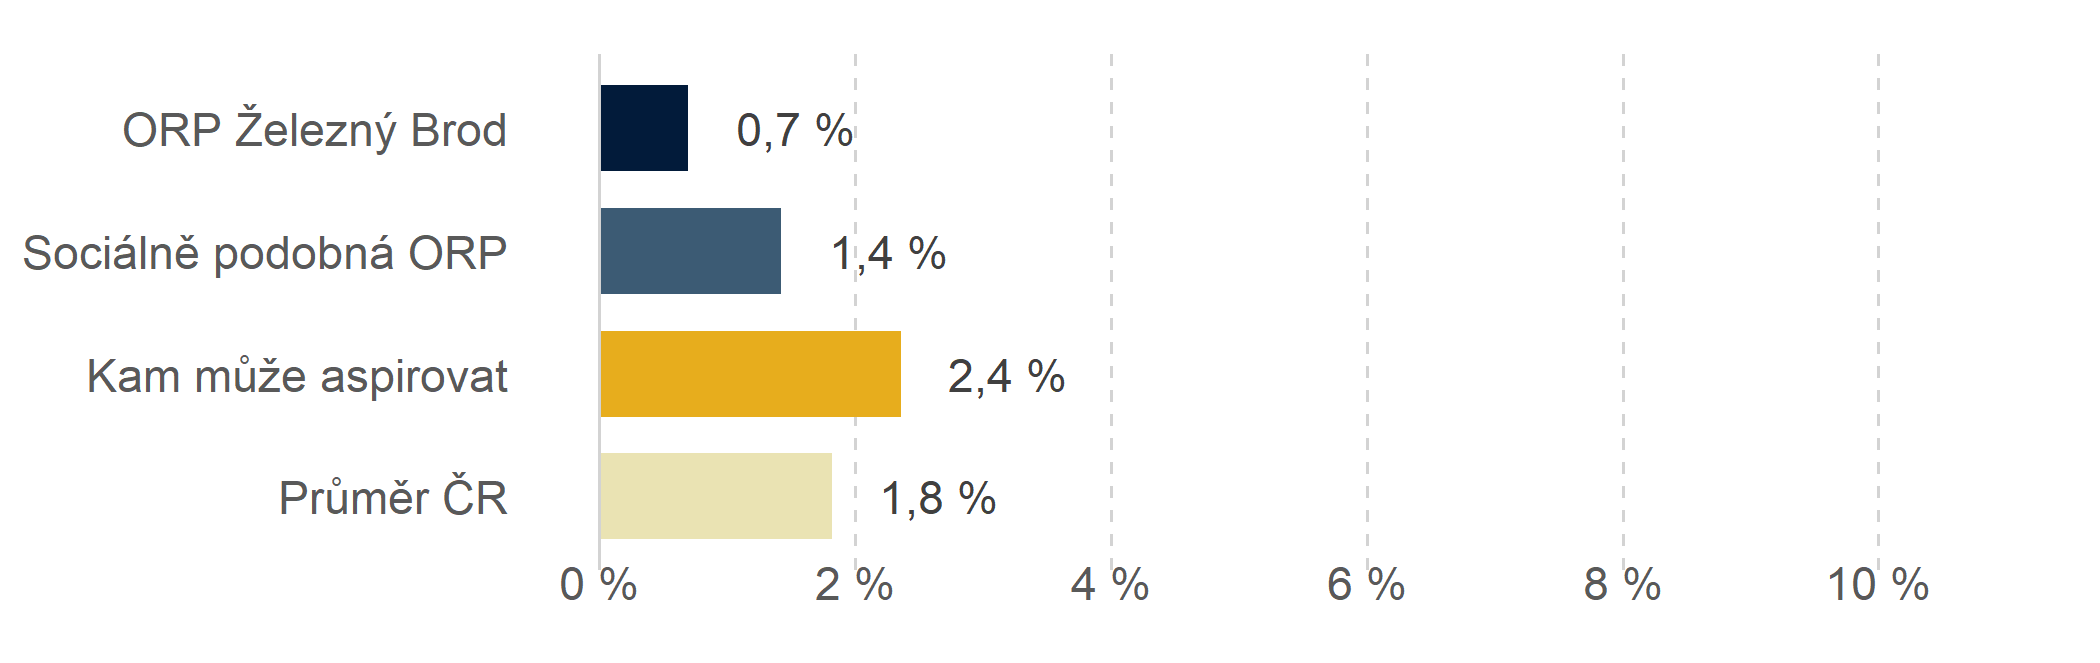 ORP Železný Brod 0,7 %
Sociálně podobná ORP 1,4 %
Kam může aspirovat 2,4 %
Průměr ČR 1,8 %
0 % 2 % 4 % 6 % 8 % 10 %